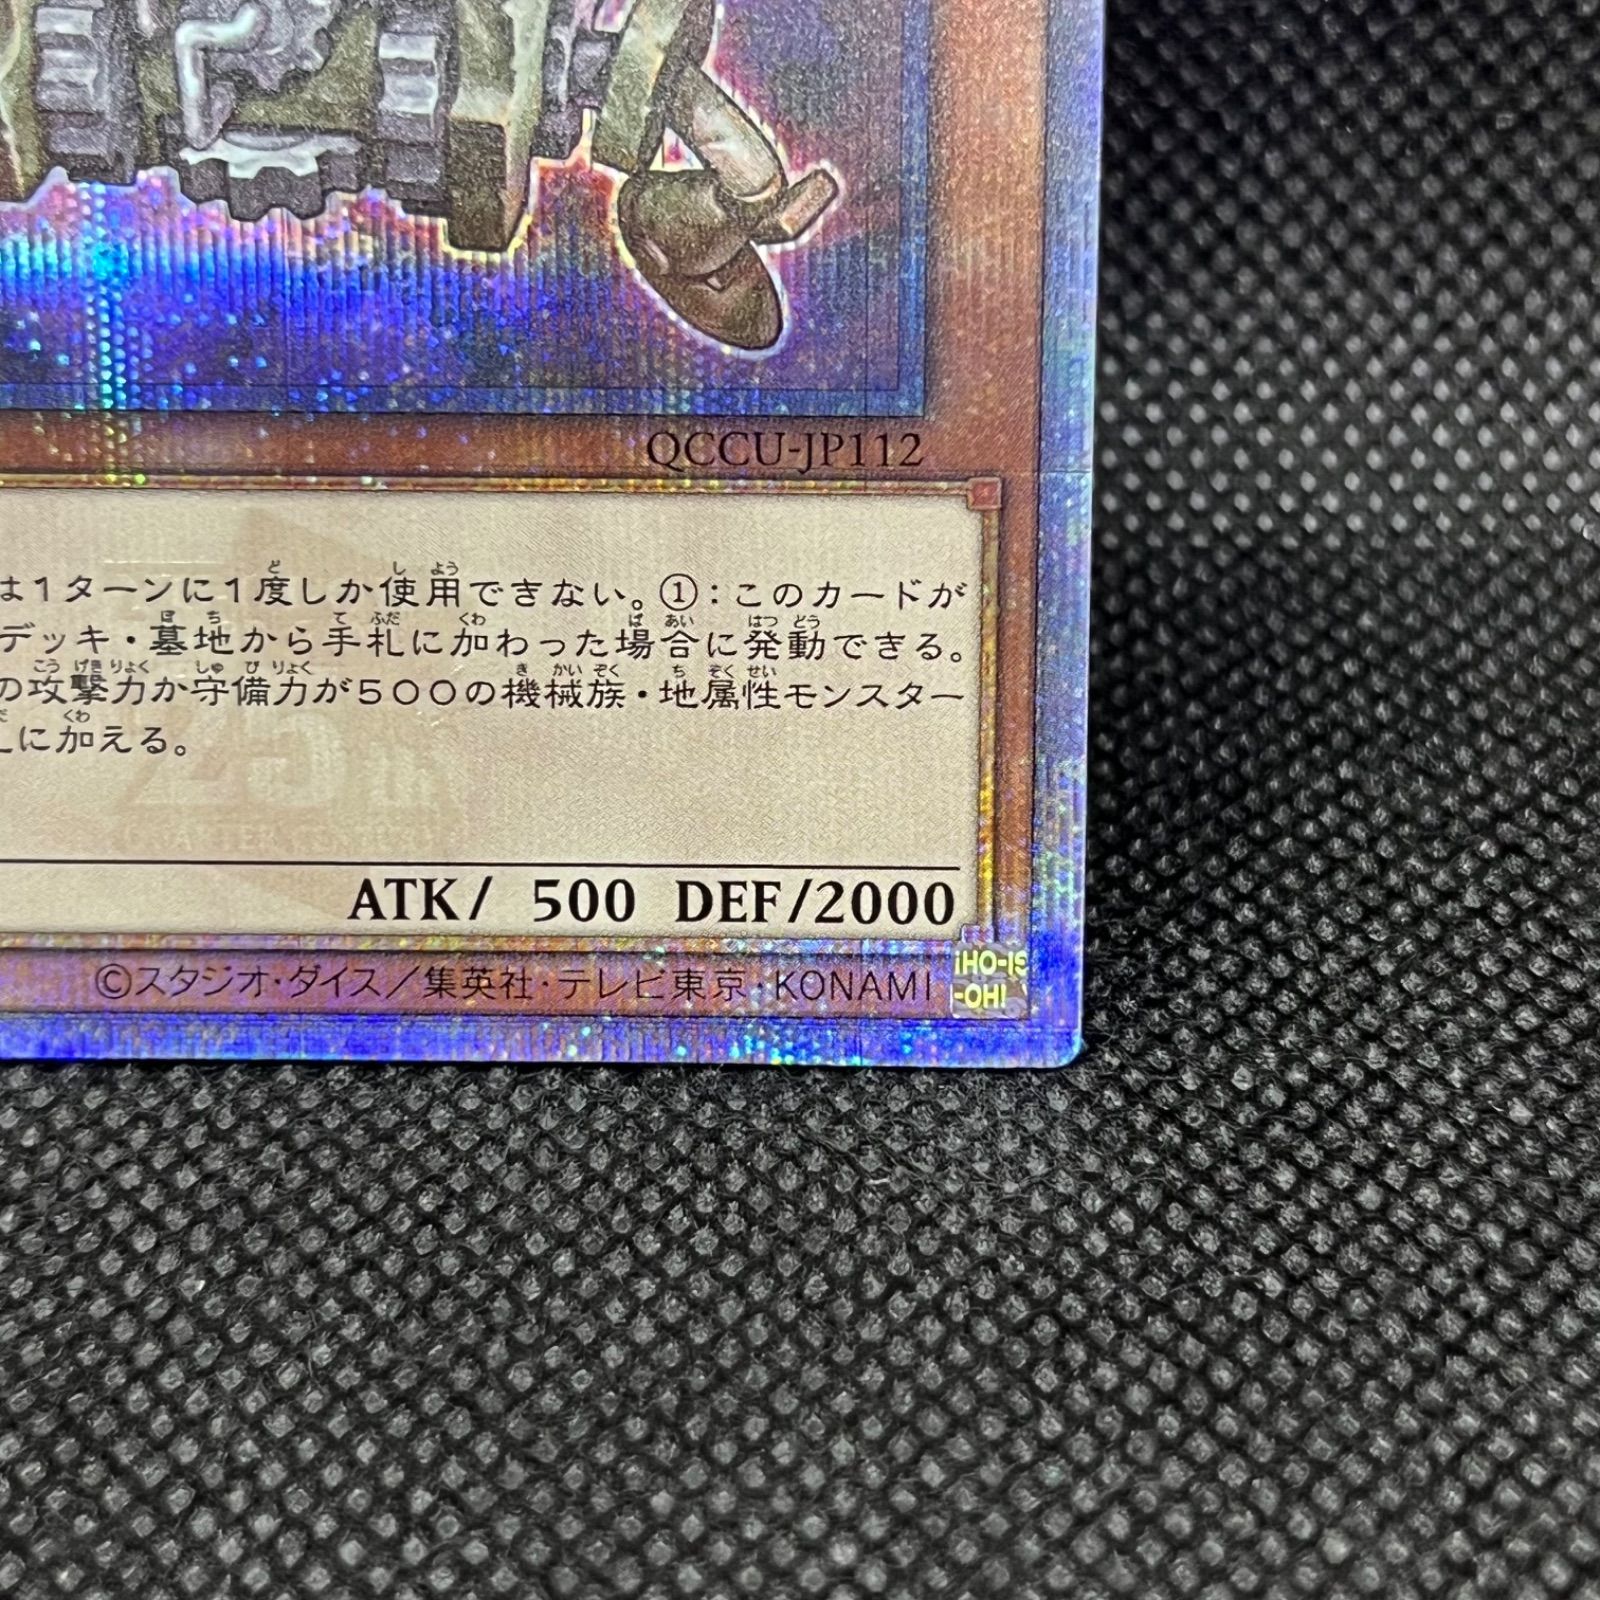 QCCU-JP112
は1ターンに1度しか使用できない。①：このカードが
デッキ・墓地から手札に加わった場合に発動できる。
の攻撃力か守備力が500の機械族・地属性モンスター
に加える。
25th
ATK/ 500 DEF/2000
©スタジオ・ダイス／集英社・テレビ東京・KONAMI